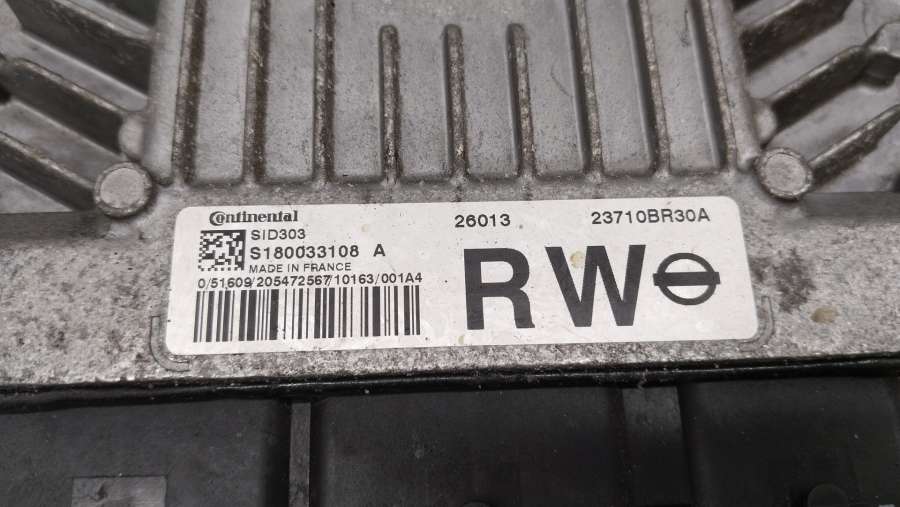 Continental 26013 23710BR30A
SID303
S180033108 A
MADE IN FRANCE
0/51609/205472567/10163/001A4
RW